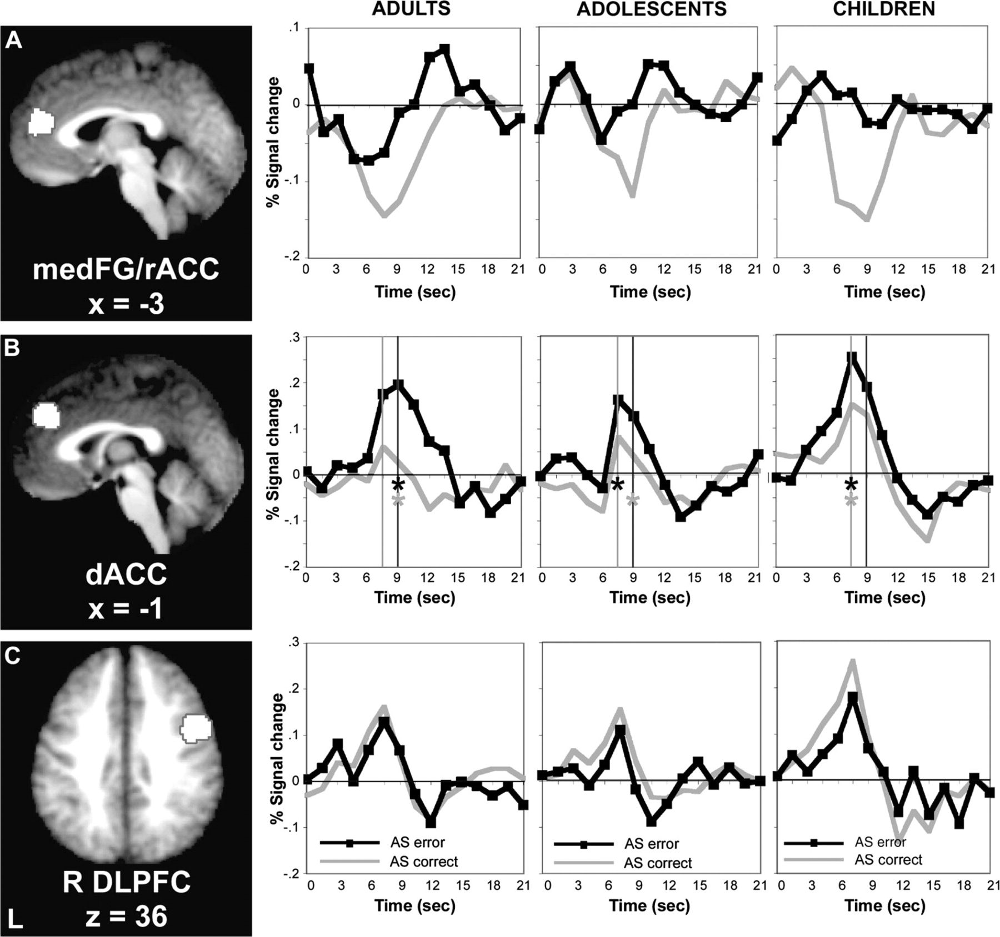 ADULTS ADOLESCENTS CHILDREN
A
medFG/rACC
x = -3
% Signal change
.1
0
-.1
-.2
0 3 6 9 12 15 18 21
Time (sec)
0 3 6 9 12 15 18 21
Time (sec)
0 3 6 9 12 15 18 21
Time (sec)
B
dACC
x = -1
% Signal change
.3
.2
.1
0
-.1
-.2
*
*
0 3 6 9 12 15 18 21
Time (sec)
*
*
0 3 6 9 12 15 18 21
Time (sec)
*
*
0 3 6 9 12 15 18 21
Time (sec)
C
R DLPFC
z = 36
L
% Signal change
.3
.2
.1
0
-.1
-.2
AS error
AS correct
0 3 6 9 12 15 18 21
Time (sec)
AS error
AS correct
0 3 6 9 12 15 18 21
Time (sec)
AS error
AS correct
0 3 6 9 12 15 18 21
Time (sec)